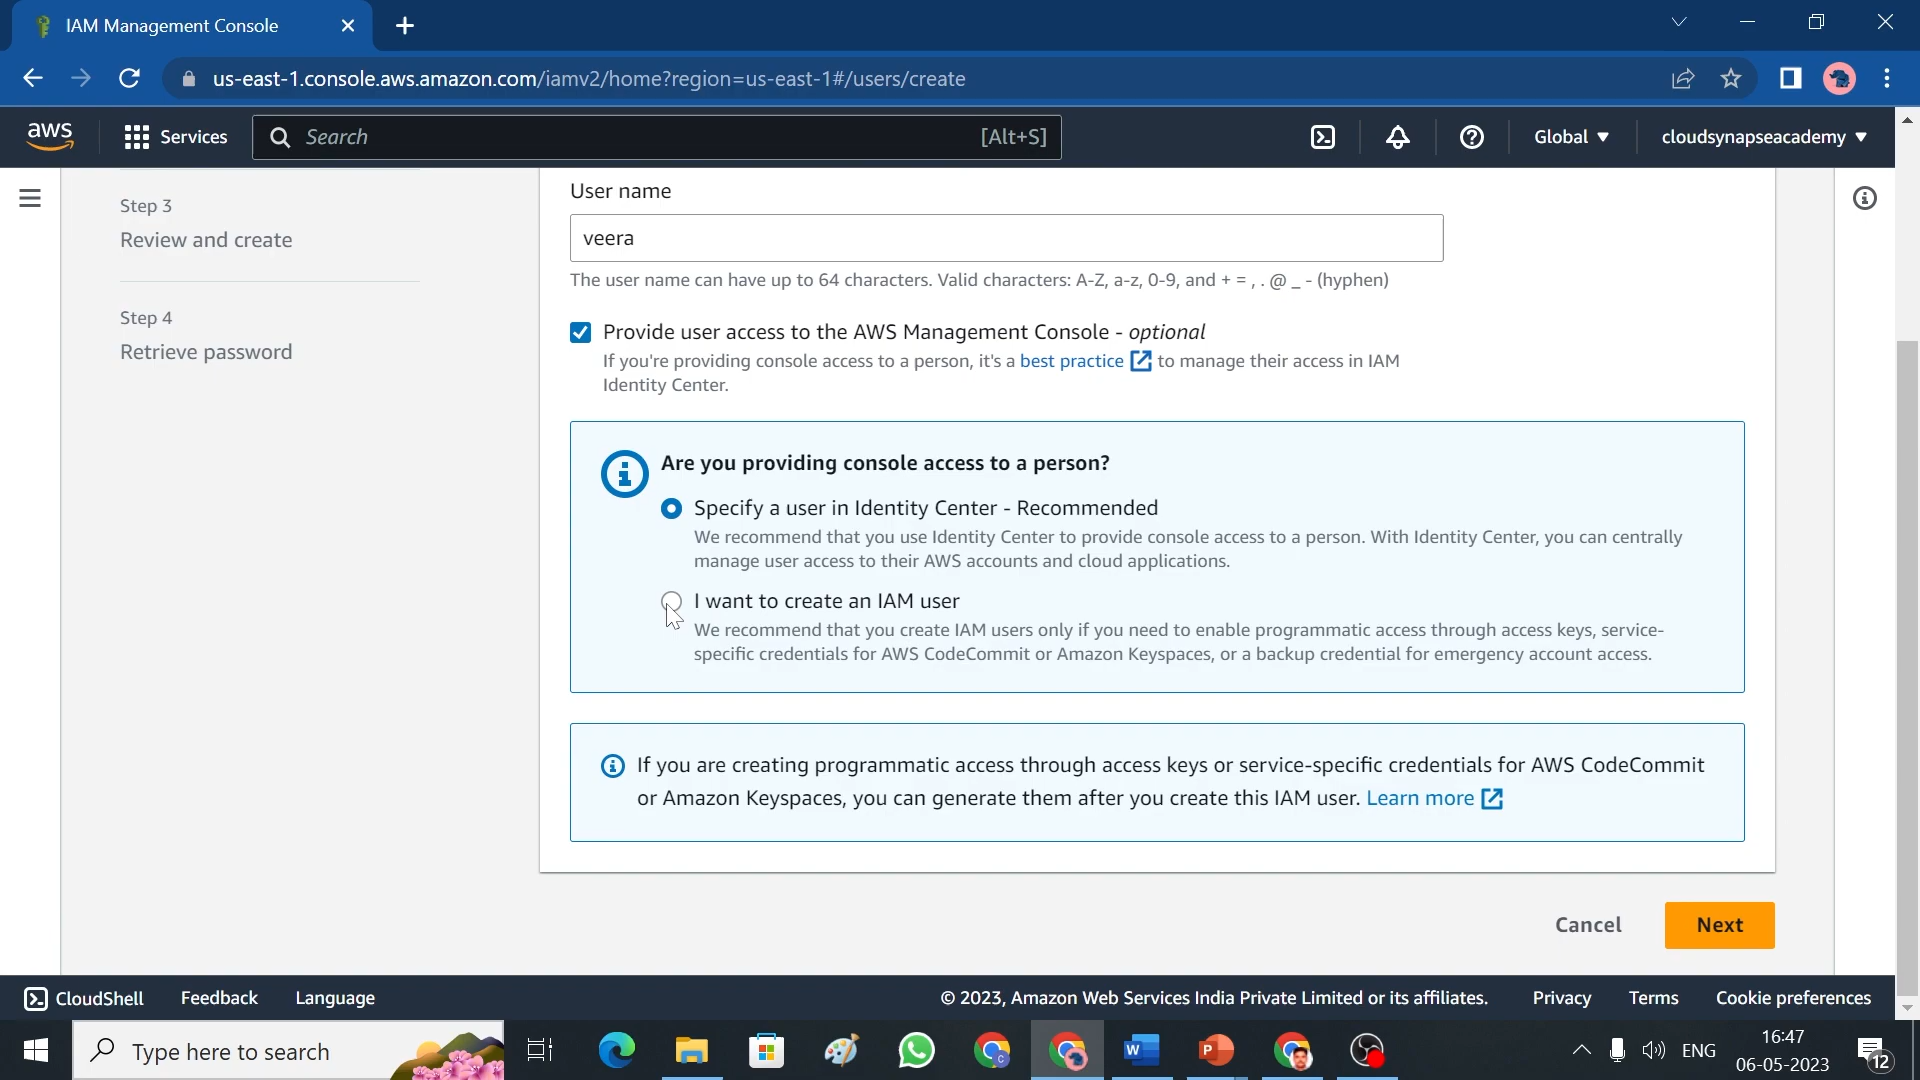 IAM Management Console
us-east-1.console.aws.amazon.com/iamv2/home?region=us-east-1#/users/create
aws
Services
Search
[Alt+S]
Global
cloudsynapseacademy
Step 3
Review and create
Step 4
Retrieve password
User name
veera
The user name can have up to 64 characters. Valid characters: A-Z, a-z, 0-9, and + = , . @ _ - (hyphen)
Provide user access to the AWS Management Console - optional
If you're providing console access to a person, it's a best practice to manage their access in IAM
Identity Center.
Are you providing console access to a person?
Specify a user in Identity Center - Recommended
We recommend that you use Identity Center to provide console access to a person. With Identity Center, you can centrally
manage user access to their AWS accounts and cloud applications.
I want to create an IAM user
We recommend that you create IAM users only if you need to enable programmatic access through access keys, service-
specific credentials for AWS CodeCommit or Amazon Keyspaces, or a backup credential for emergency account access.
If you are creating programmatic access through access keys or service-specific credentials for AWS CodeCommit
or Amazon Keyspaces, you can generate them after you create this IAM user. Learn more
Cancel
Next
CloudShell
Feedback
Language
© 2023, Amazon Web Services India Private Limited or its affiliates.
Privacy
Terms
Cookie preferences
Type here to search
C
W
P
ENG
16:47
06-05-2023
12